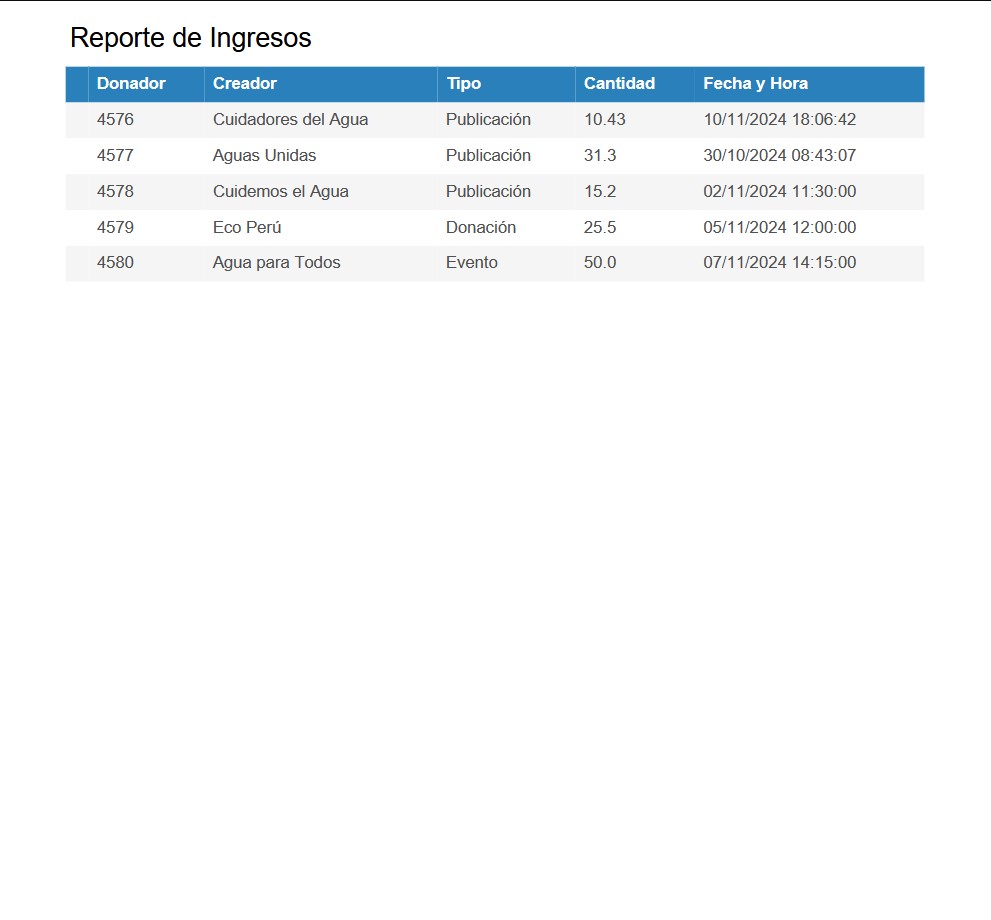 Reporte de Ingresos
Donador Creador Tipo Cantidad Fecha y Hora
4576 Cuidadores del Agua Publicación 10.43 10/11/2024 18:06:42
4577 Aguas Unidas Publicación 31.3 30/10/2024 08:43:07
4578 Cuidemos el Agua Publicación 15.2 02/11/2024 11:30:00
4579 Eco Perú Donación 25.5 05/11/2024 12:00:00
4580 Agua para Todos Evento 50.0 07/11/2024 14:15:00